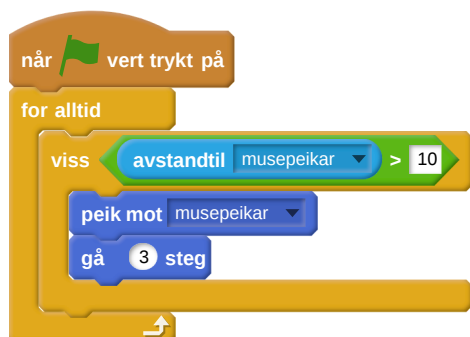 når vert trykt på
for alltid
viss avstandtil musepeikar > 10
peik mot musepeikar
gå 3 steg